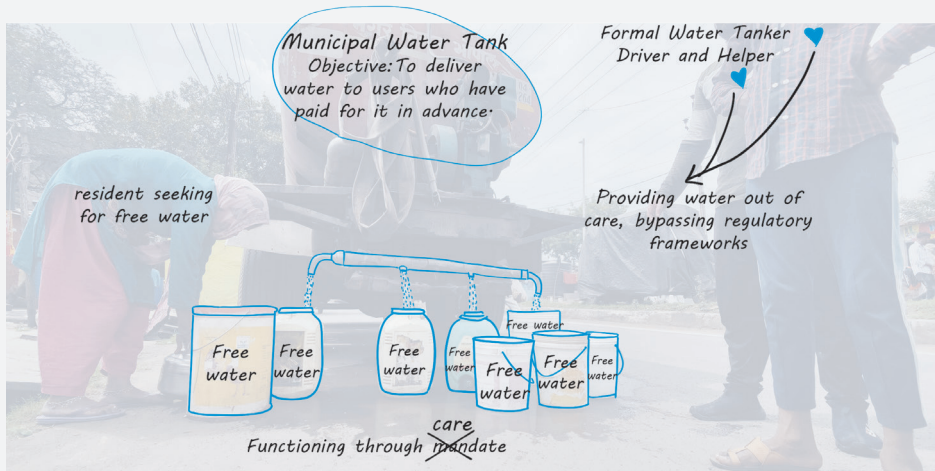 Municipal Water Tank
Objective: To deliver
water to users who have
paid for it in advance.
Formal Water Tanker
Driver and Helper
resident seeking
for free water
Providing water out of
care, bypassing regulatory
frameworks
Free water
Free
water
Free
water
Free
water
Free
water
Free
water
Free
water
Free
water
care
Functioning through mandate